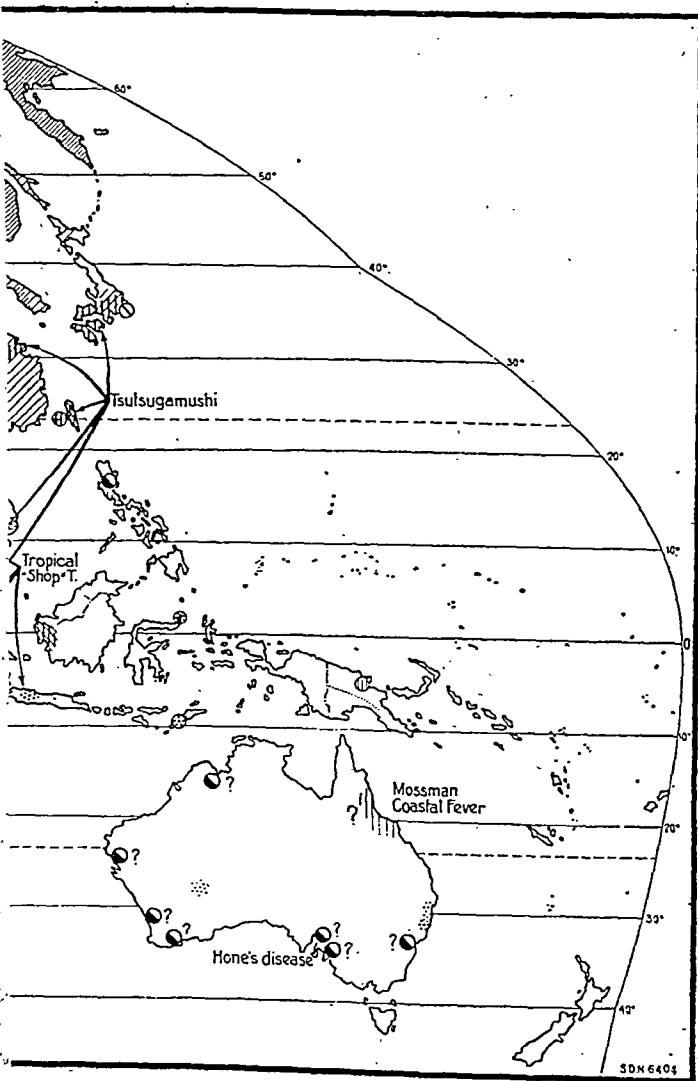 60°
50°
40°
30°
Tsutsugamushi
20°
10°
Tropical
"Shop" T.
0
10°
Mossman
Coastal Fever
?
?
20°
?
30°
?
?
?
?
?
Hone's disease
40°
S.D.N 6404